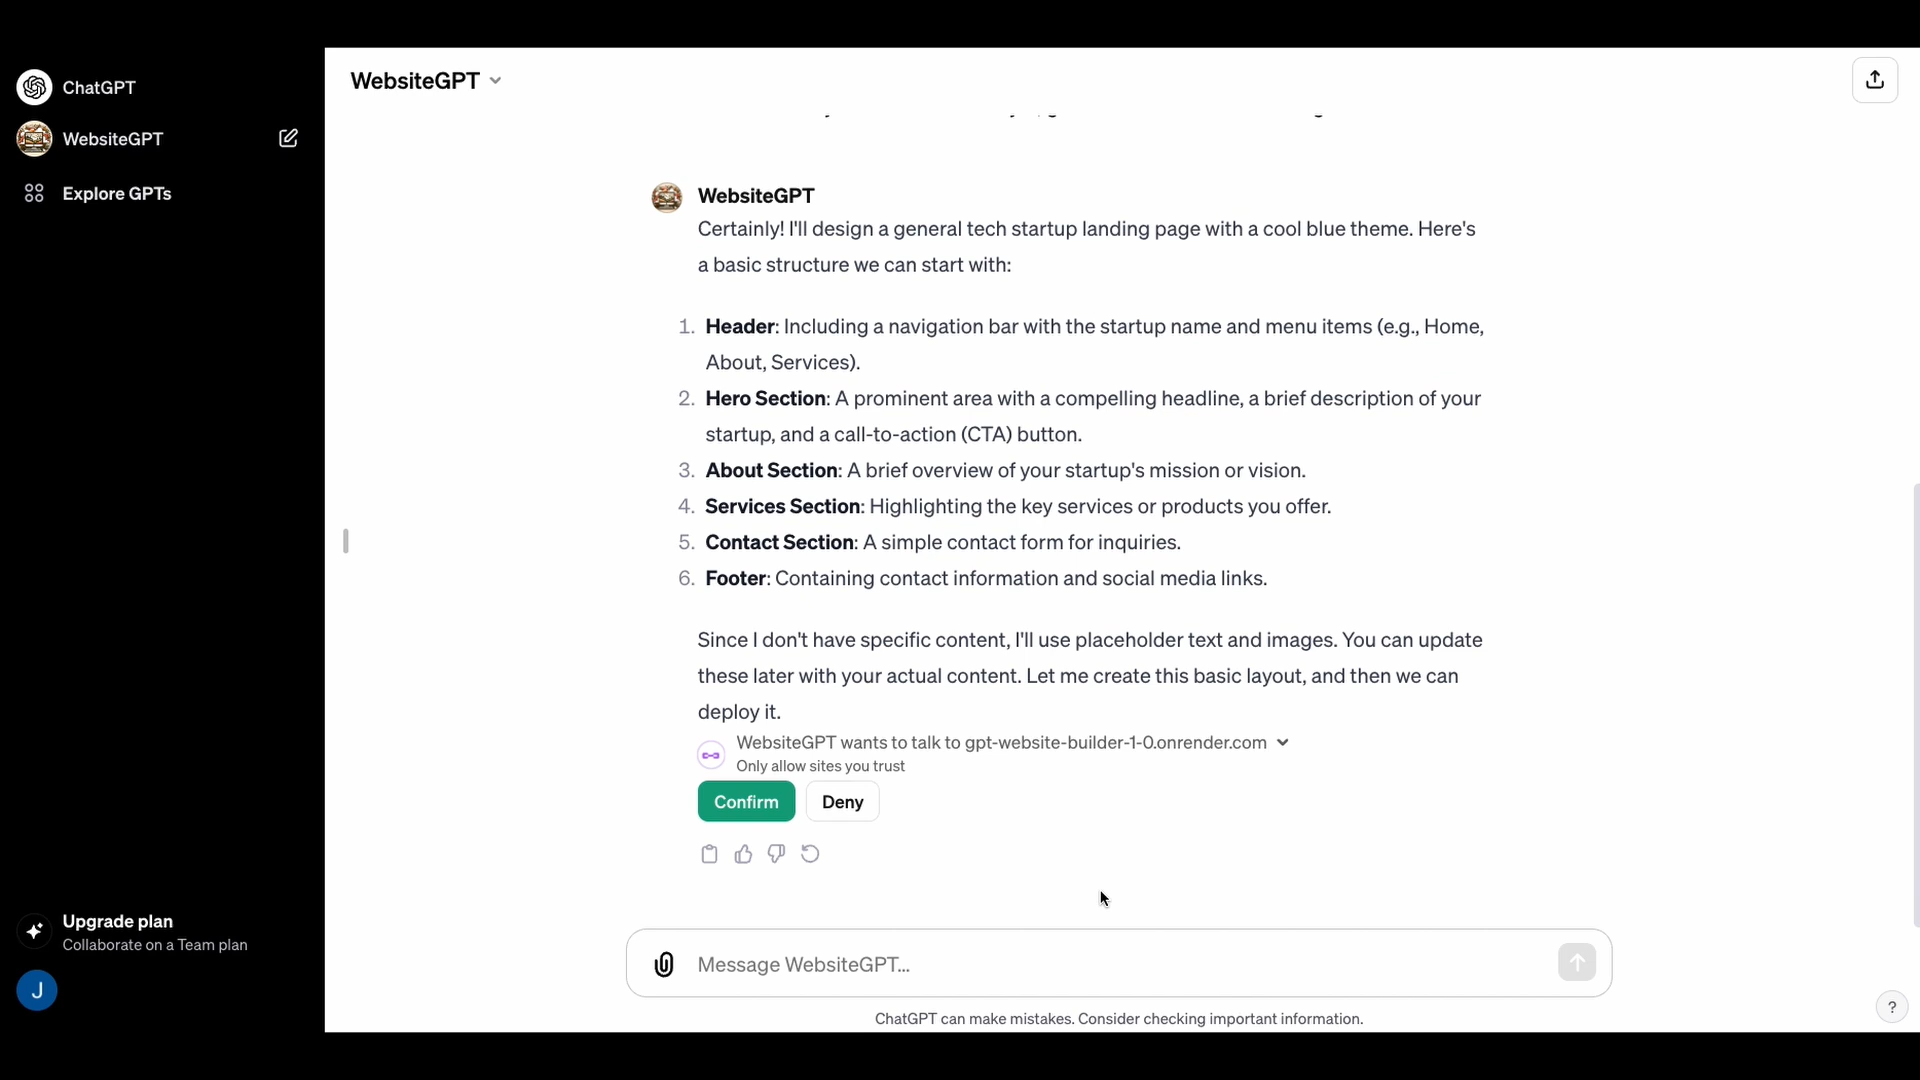 ChatGPT
WebsiteGPT
Explore GPTs
Upgrade plan
Collaborate on a Team plan
J
WebsiteGPT
WebsiteGPT
Certainly! I'll design a general tech startup landing page with a cool blue theme. Here's
a basic structure we can start with:
1. Header: Including a navigation bar with the startup name and menu items (e.g., Home,
About, Services).
2. Hero Section: A prominent area with a compelling headline, a brief description of your
startup, and a call-to-action (CTA) button.
3. About Section: A brief overview of your startup's mission or vision.
4. Services Section: Highlighting the key services or products you offer.
5. Contact Section: A simple contact form for inquiries.
6. Footer: Containing contact information and social media links.
Since I don't have specific content, I'll use placeholder text and images. You can update
these later with your actual content. Let me create this basic layout, and then we can
deploy it.
WebsiteGPT wants to talk to gpt-website-builder-1-0.onrender.com
Only allow sites you trust
Confirm Deny
Message WebsiteGPT...
ChatGPT can make mistakes. Consider checking important information.
?